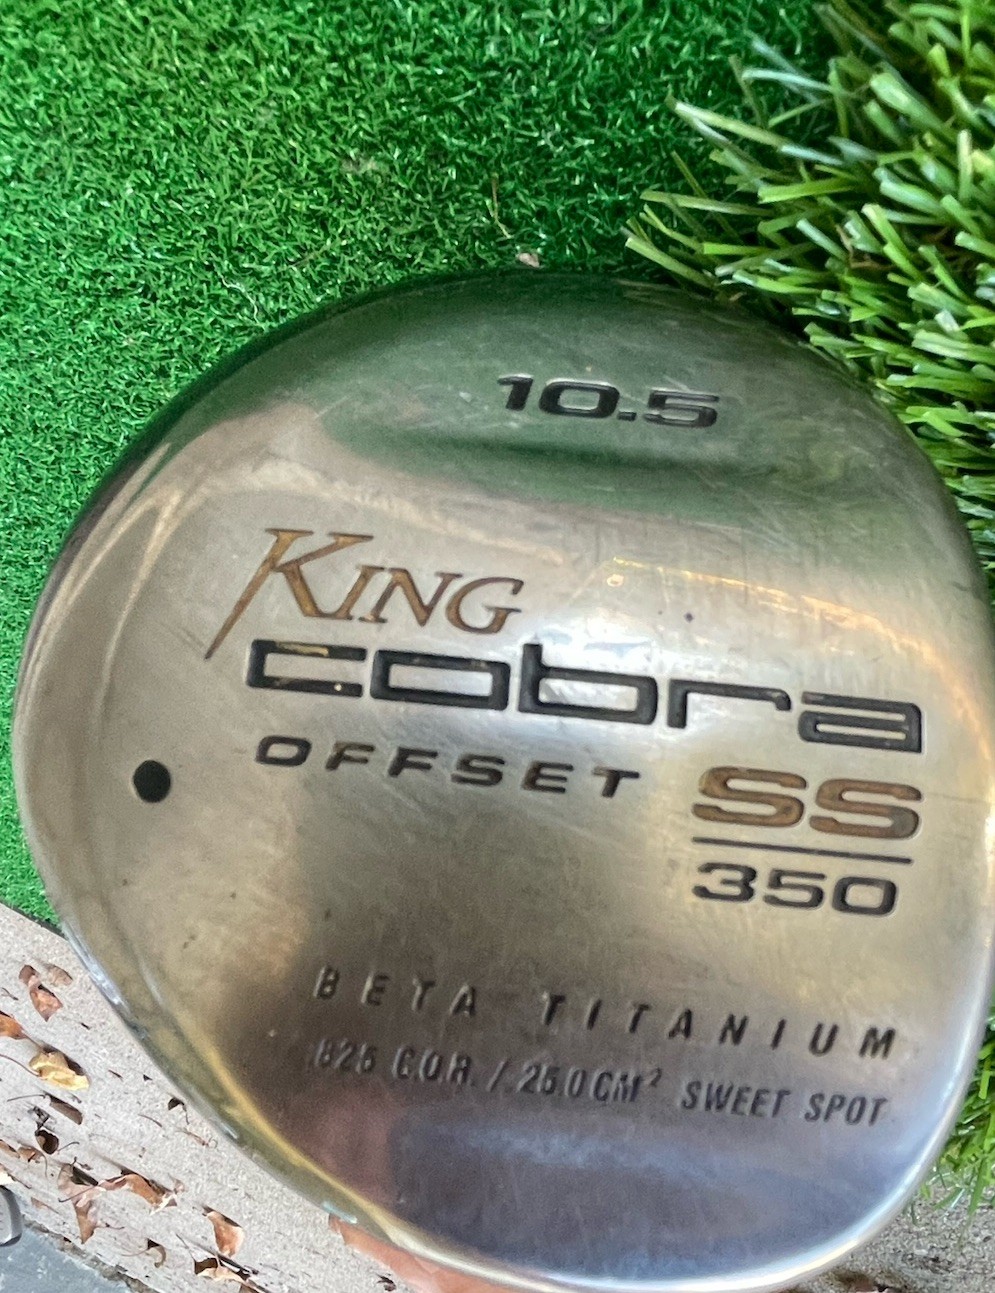 10.5
KING
cobra
OFFSET SS
350
BETA TITANIUM
.825 C.O.R. / 25.0 CM² SWEET SPOT